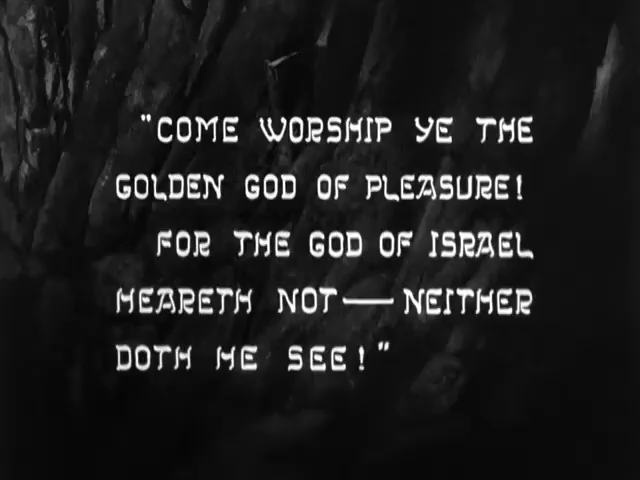 "COME WORSHIP YE THE
GOLDEN GOD OF PLEASURE!
FOR THE GOD OF ISRAEL
HEARETH NOT—NEITHER
DOTH HE SEE!"